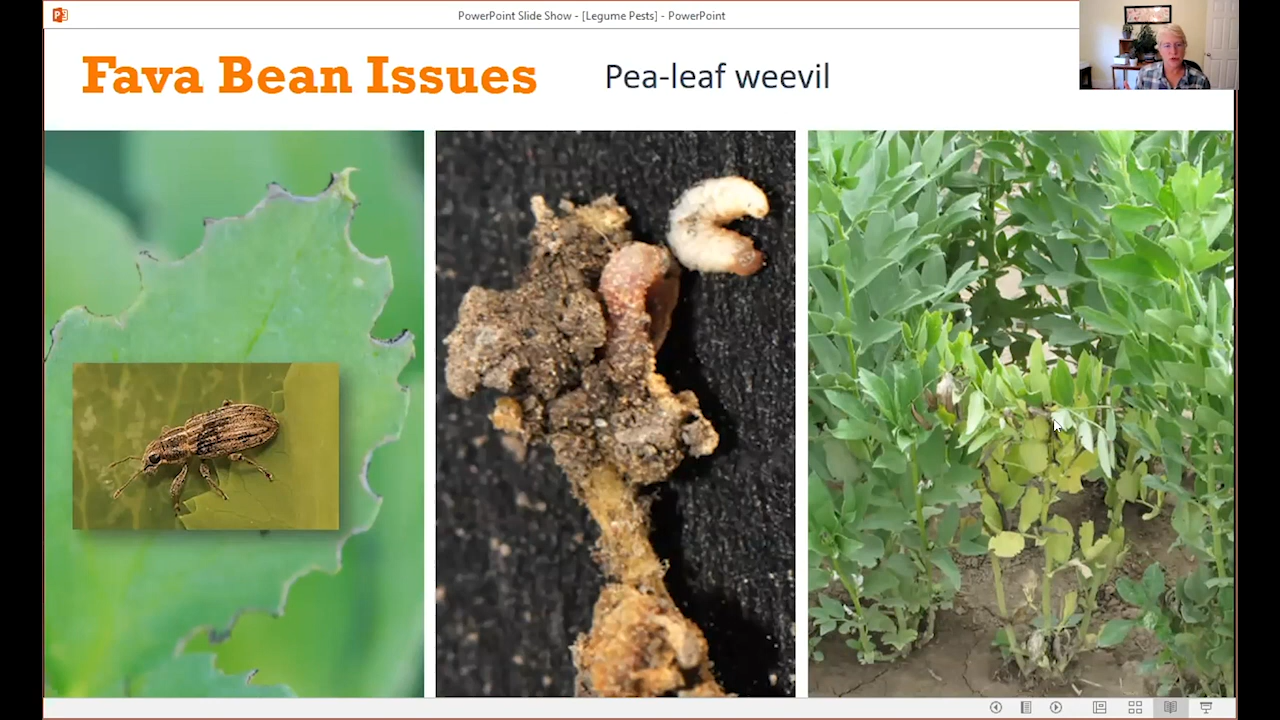 PowerPoint Slide Show - [Legume Pests] - PowerPoint
Fava Bean Issues
Pea-leaf weevil